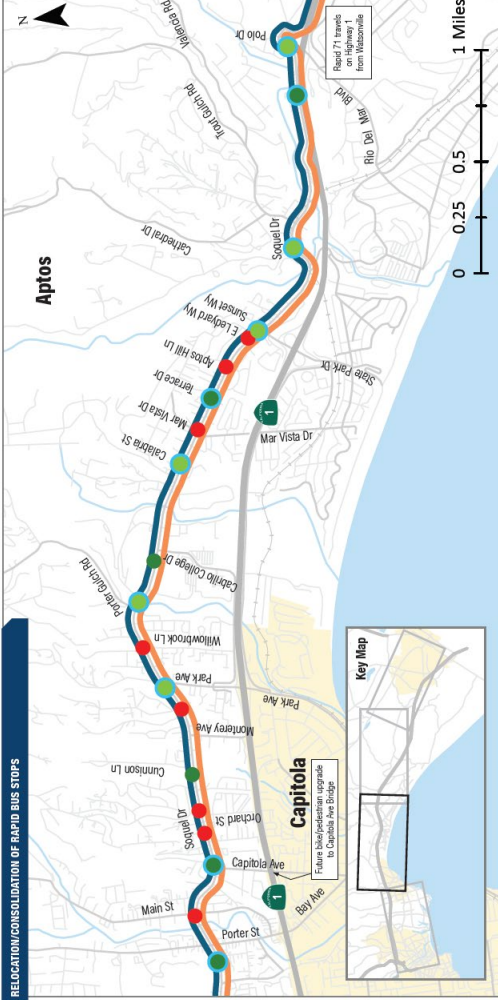 RELOCATION/CONSOLIDATION OF RAPID BUS STOPS
N
Aptos
Valencia Rd
Trout Gulch Rd
Cathedral Dr
Polo Dr
Rapid 71 travels
on Highway 1
from Watsonville
Rio Del Mar Blvd
Soquel Dr
Sunset Wy
E Ledyard Wy
Aptos Hill Ln
Terrace Dr
Mar Vista Dr
Calabria St
State Park Dr
1
Mar Vista Dr
Cabrillo College Dr
Porter Gulch Rd
Willowbrook Ln
Park Ave
Park Ave
Monterey Ave
Cunnison Ln
Soquel Dr
Orchard St
Capitola Ave
Capitola
Future bike/pedestrian upgrade
to Capitola Ave Bridge
Main St
Porter St
1
Bay Ave
Key Map
0
0.25
0.5
1 Miles